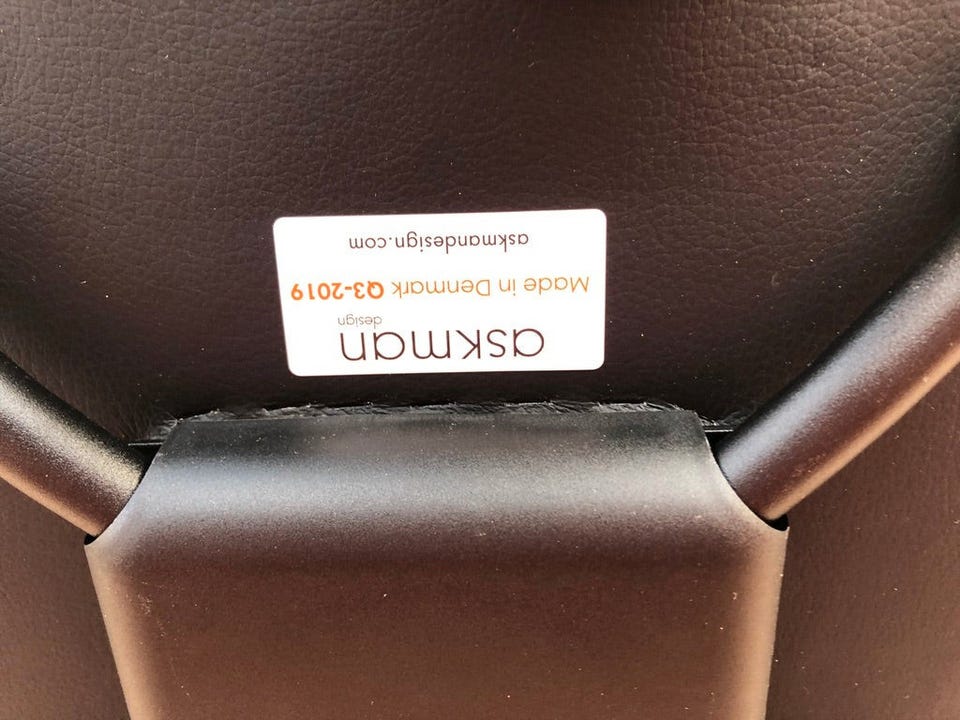 askman
design
Made in Denmark Q3-2019
askmandesign.com